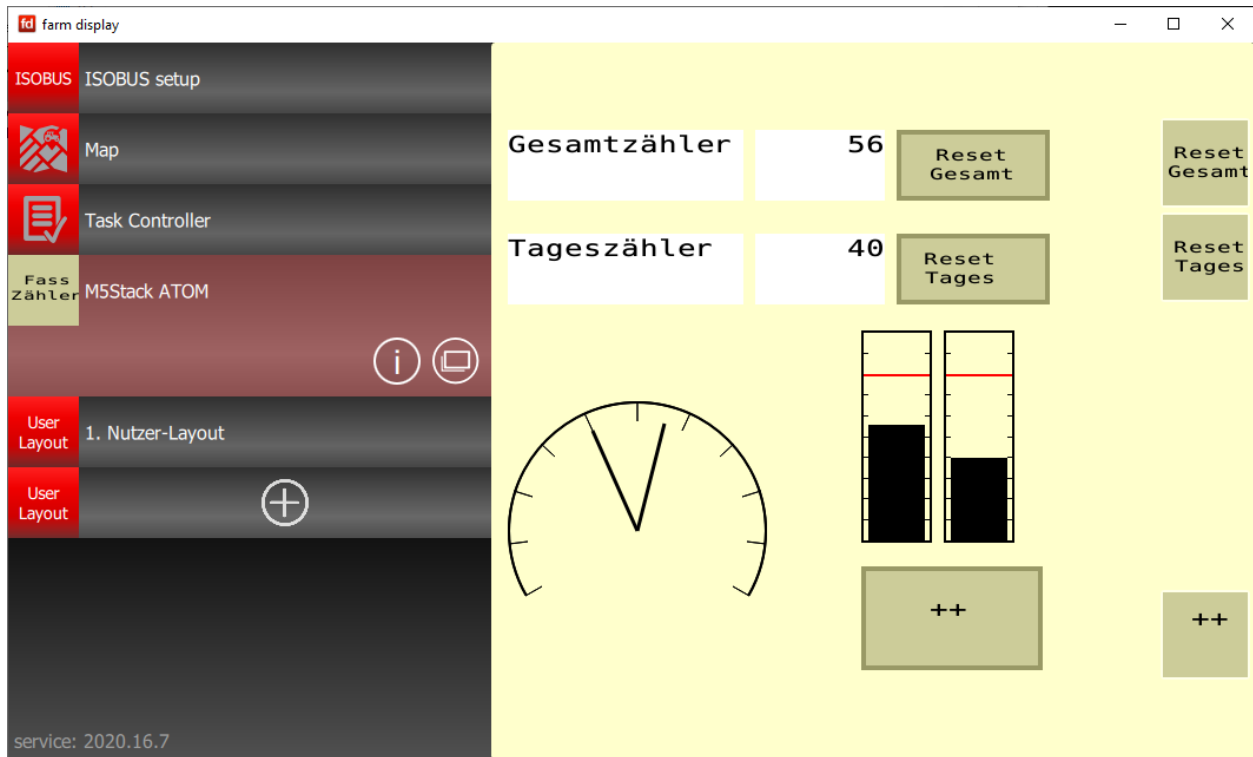 fd farm display
ISOBUS ISOBUS setup
Map
Task Controller
Fass
Zähler
M5Stack ATOM
i
User
Layout
1. Nutzer-Layout
User
Layout
service: 2020.16.7
Gesamtzähler 56
Reset
Gesamt
Reset
Gesamt
Tageszähler 40
Reset
Tages
Reset
Tages
++
++